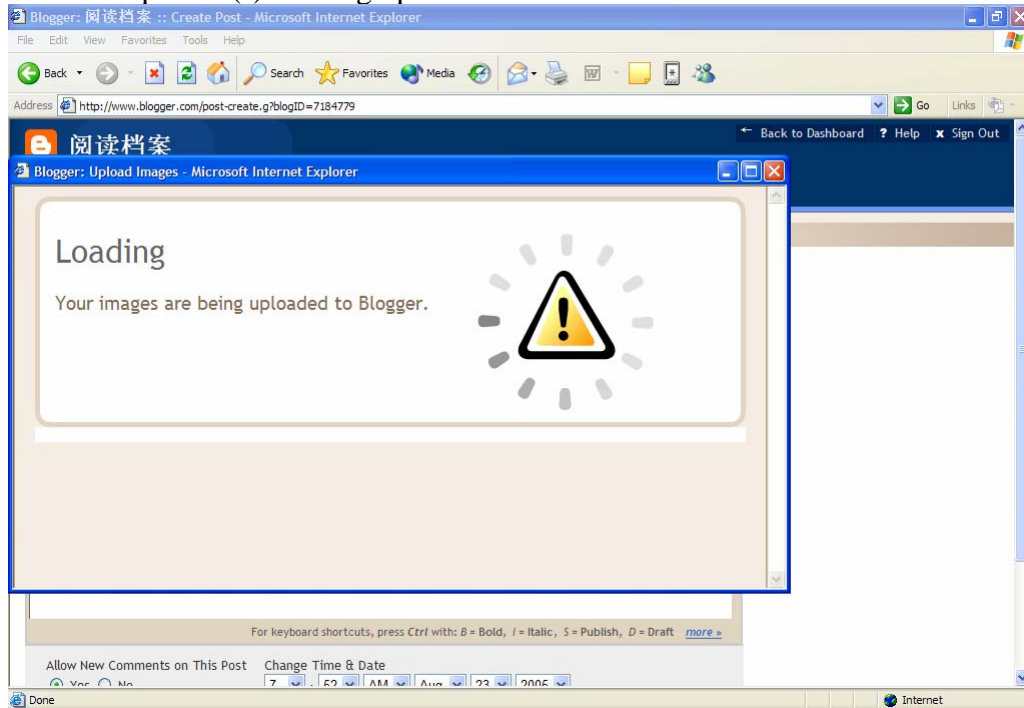 Blogger: 阅读档案 :: Create Post - Microsoft Internet Explorer
File Edit View Favorites Tools Help
Back Search Favorites Media
Address http://www.blogger.com/post-create.g?blogID=7184779 Go Links
阅读档案
Back to Dashboard ? Help x Sign Out
Blogger: Upload Images - Microsoft Internet Explorer
Loading
Your images are being uploaded to Blogger.
For keyboard shortcuts, press Ctrl with: B = Bold, I = Italic, S = Publish, D = Draft more »
Allow New Comments on This Post Change Time & Date
Yes No 7 : 52 AM Aug 23 2005
Done Internet